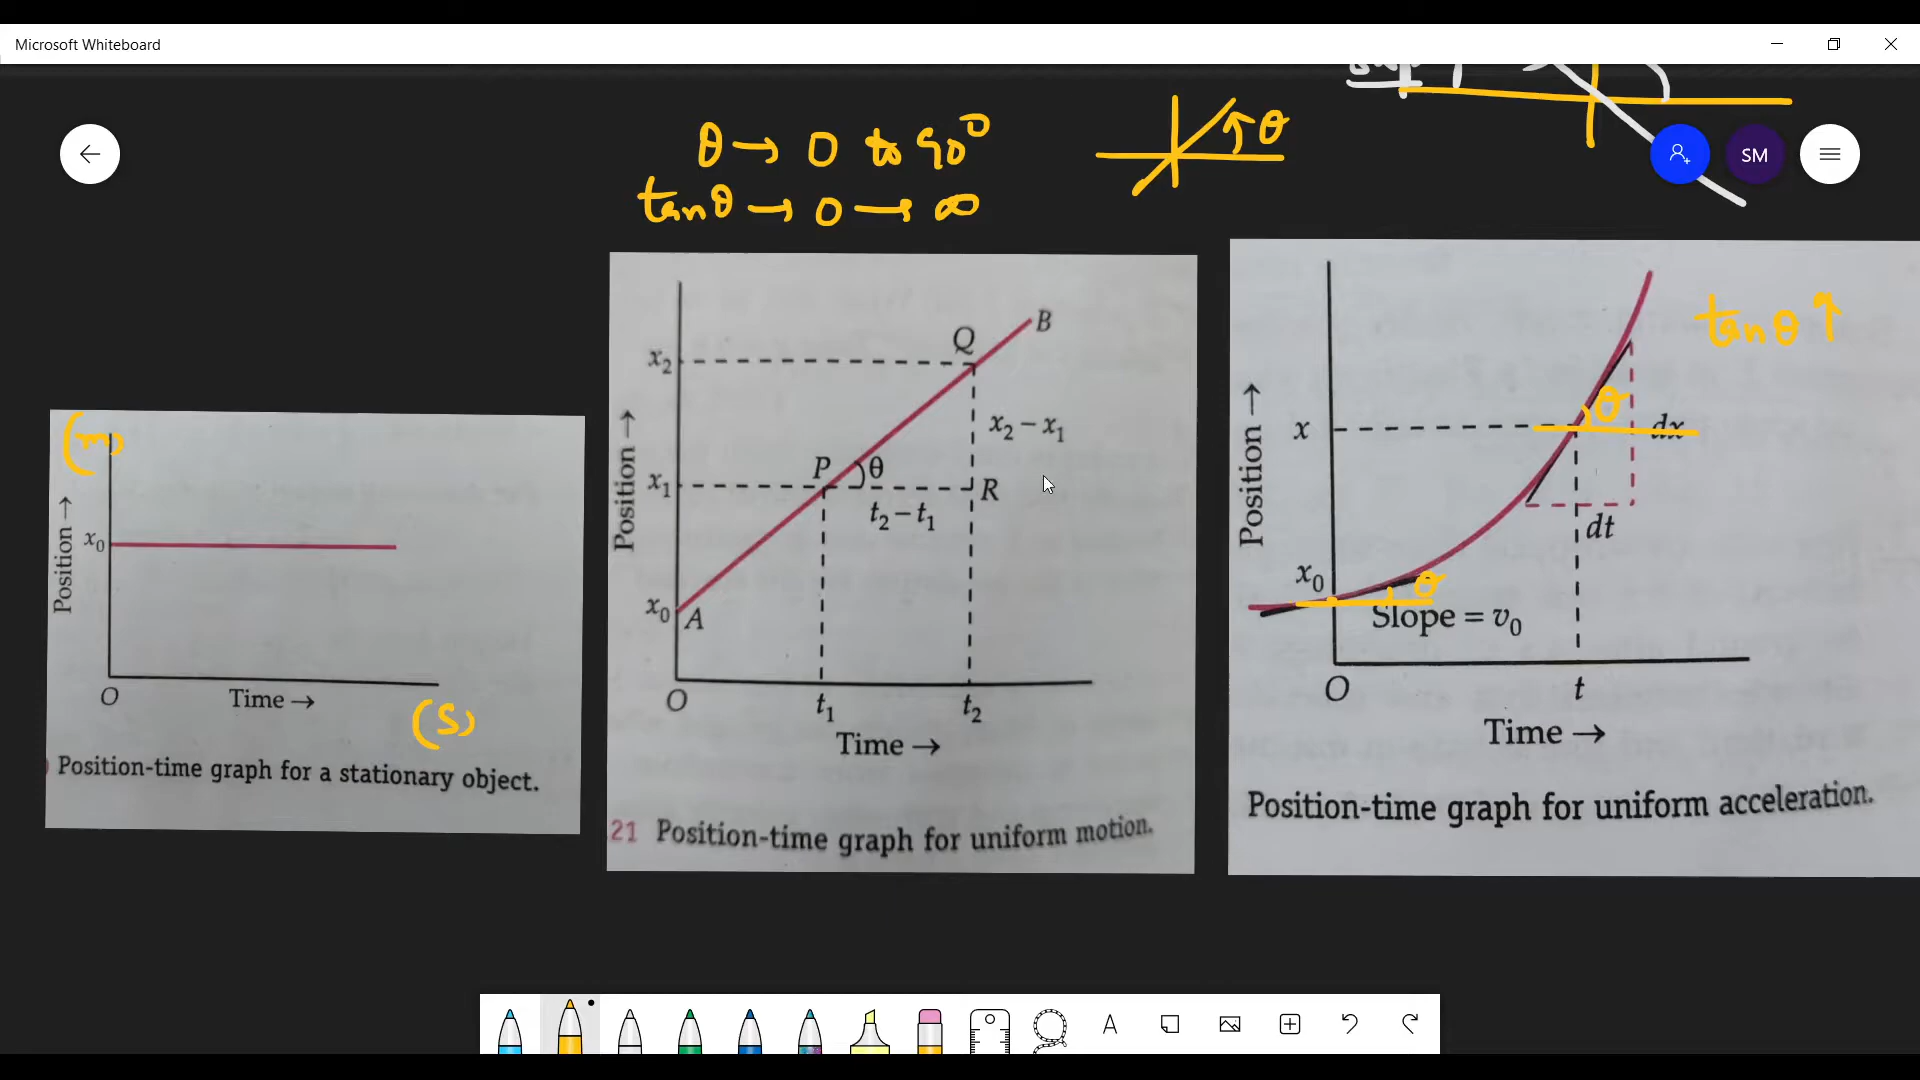 Microsoft Whiteboard
SM
θ → 0 to 90°
tanθ → 0 → ∞
θ
(m)
Position →
x₀
O
Time →
(s)
Position-time graph for a stationary object.
Position →
x₂
x₁
x₀
A
P
Q
B
θ
R
x₂ − x₁
t₂ − t₁
O
t₁
t₂
Time →
21 Position-time graph for uniform motion.
tanθ ↑
Position →
x
x₀
θ
dx
dt
θ
Slope = v₀
O
t
Time →
Position-time graph for uniform acceleration.
A